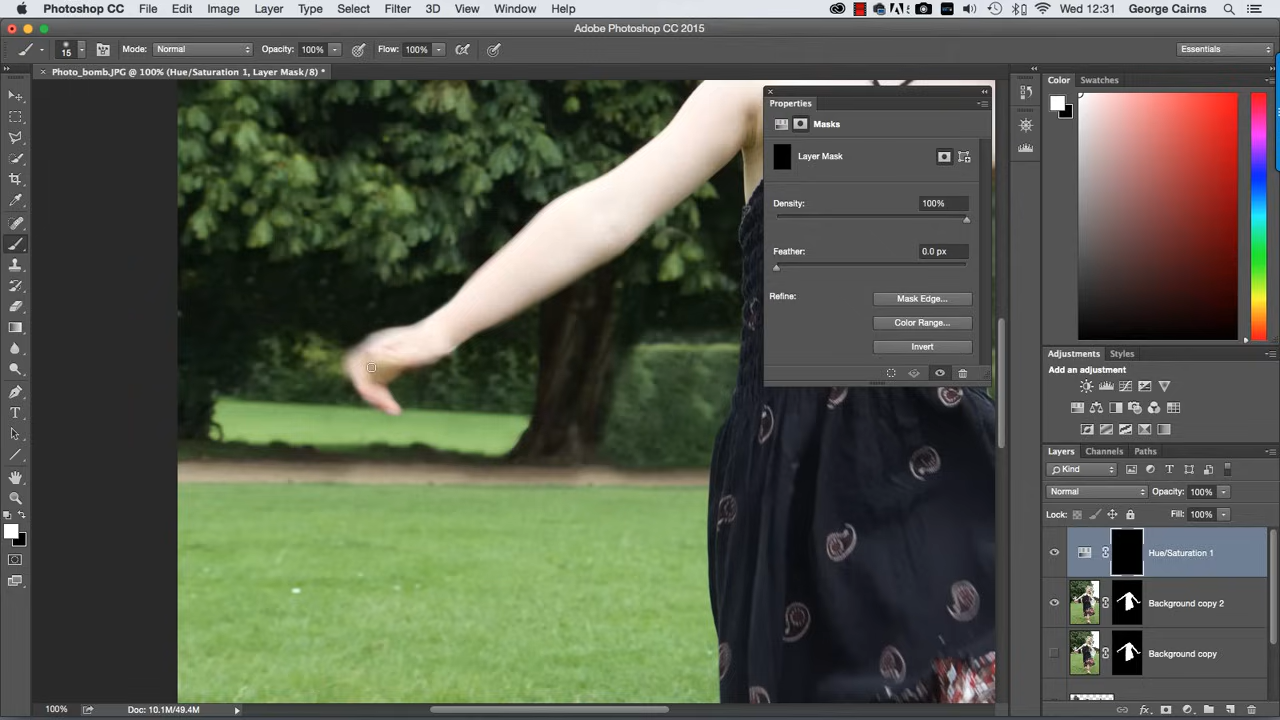 Photoshop CC File Edit Image Layer Type Select Filter 3D View Window Help Wed 12:31 George Cairns
Adobe Photoshop CC 2015
15 Mode: Normal Opacity: 100% Flow: 100% Essentials
Photo_bomb.JPG @ 100% (Hue/Saturation 1, Layer Mask/8) *
Color Swatches
Properties
Masks
Layer Mask
Density: 100%
Feather: 0.0 px
Refine: Mask Edge...
Color Range...
Invert
Adjustments Styles
Add an adjustment
Layers Channels Paths
Kind
Normal Opacity: 100%
Lock: Fill: 100%
Hue/Saturation 1
Background copy 2
Background copy
100% Doc: 10.1M/49.4M